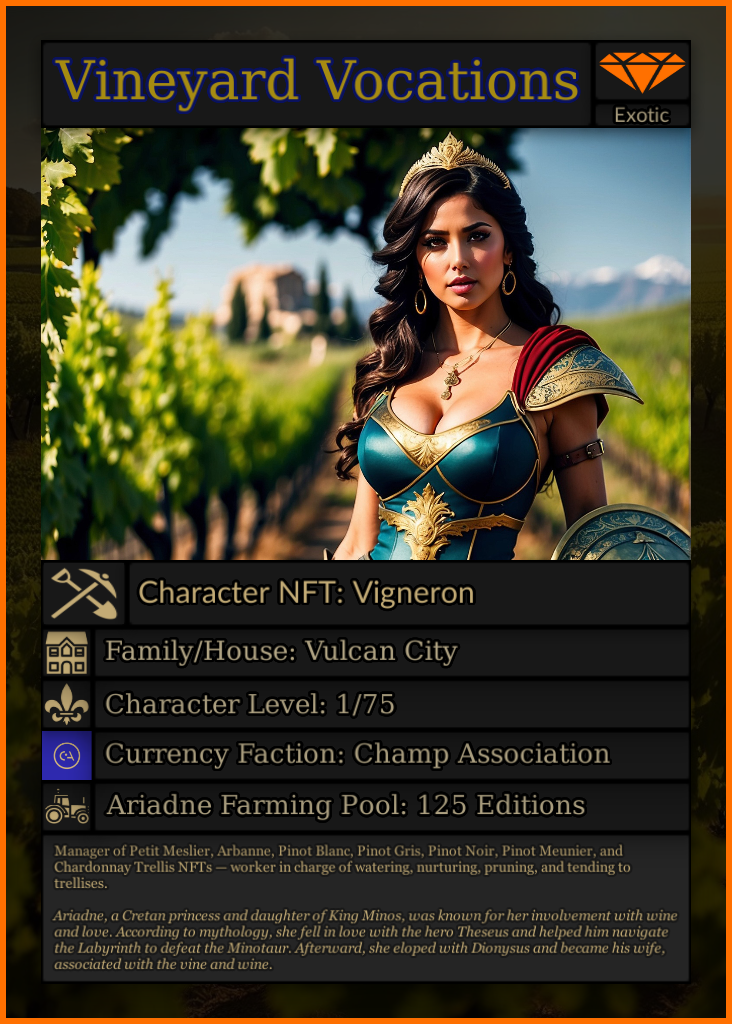 Vineyard Vocations
Exotic
Character NFT: Vigneron
Family/House: Vulcan City
Character Level: 1/75
CA
Currency Faction: Champ Association
Ariadne Farming Pool: 125 Editions
Manager of Petit Meslier, Arbanne, Pinot Blanc, Pinot Gris, Pinot Noir, Pinot Meunier, and
Chardonnay Trellis NFTs — worker in charge of watering, nurturing, pruning, and tending to
trellises.
Ariadne, a Cretan princess and daughter of King Minos, was known for her involvement with wine
and love. According to mythology, she fell in love with the hero Theseus and helped him navigate
the Labyrinth to defeat the Minotaur. Afterward, she eloped with Dionysus and became his wife,
associated with the vine and wine.